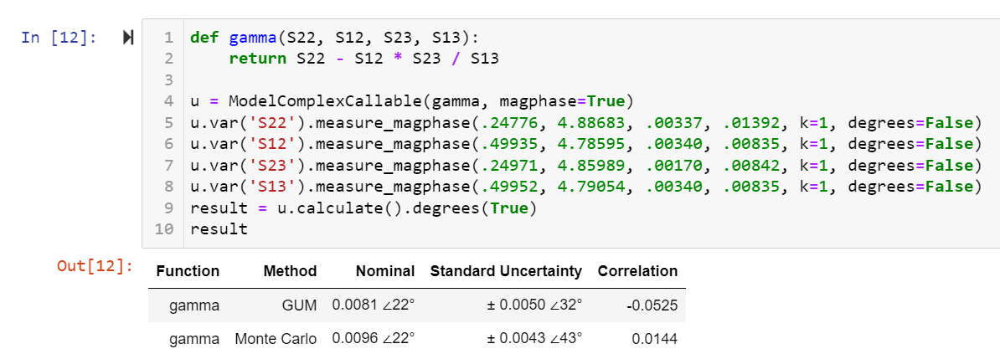 In [12]:
1 def gamma(S22, S12, S23, S13):
2     return S22 - S12 * S23 / S13
3
4 u = ModelComplexCallable(gamma, magphase=True)
5 u.var('S22').measure_magphase(.24776, 4.88683, .00337, .01392, k=1, degrees=False)
6 u.var('S12').measure_magphase(.49935, 4.78595, .00340, .00835, k=1, degrees=False)
7 u.var('S23').measure_magphase(.24971, 4.85989, .00170, .00842, k=1, degrees=False)
8 u.var('S13').measure_magphase(.49952, 4.79054, .00340, .00835, k=1, degrees=False)
9 result = u.calculate().degrees(True)
10 result
Out[12]:
Function Method Nominal Standard Uncertainty Correlation
gamma GUM 0.0081 ∠22° ± 0.0050 ∠32° -0.0525
gamma Monte Carlo 0.0096 ∠22° ± 0.0043 ∠43° 0.0144